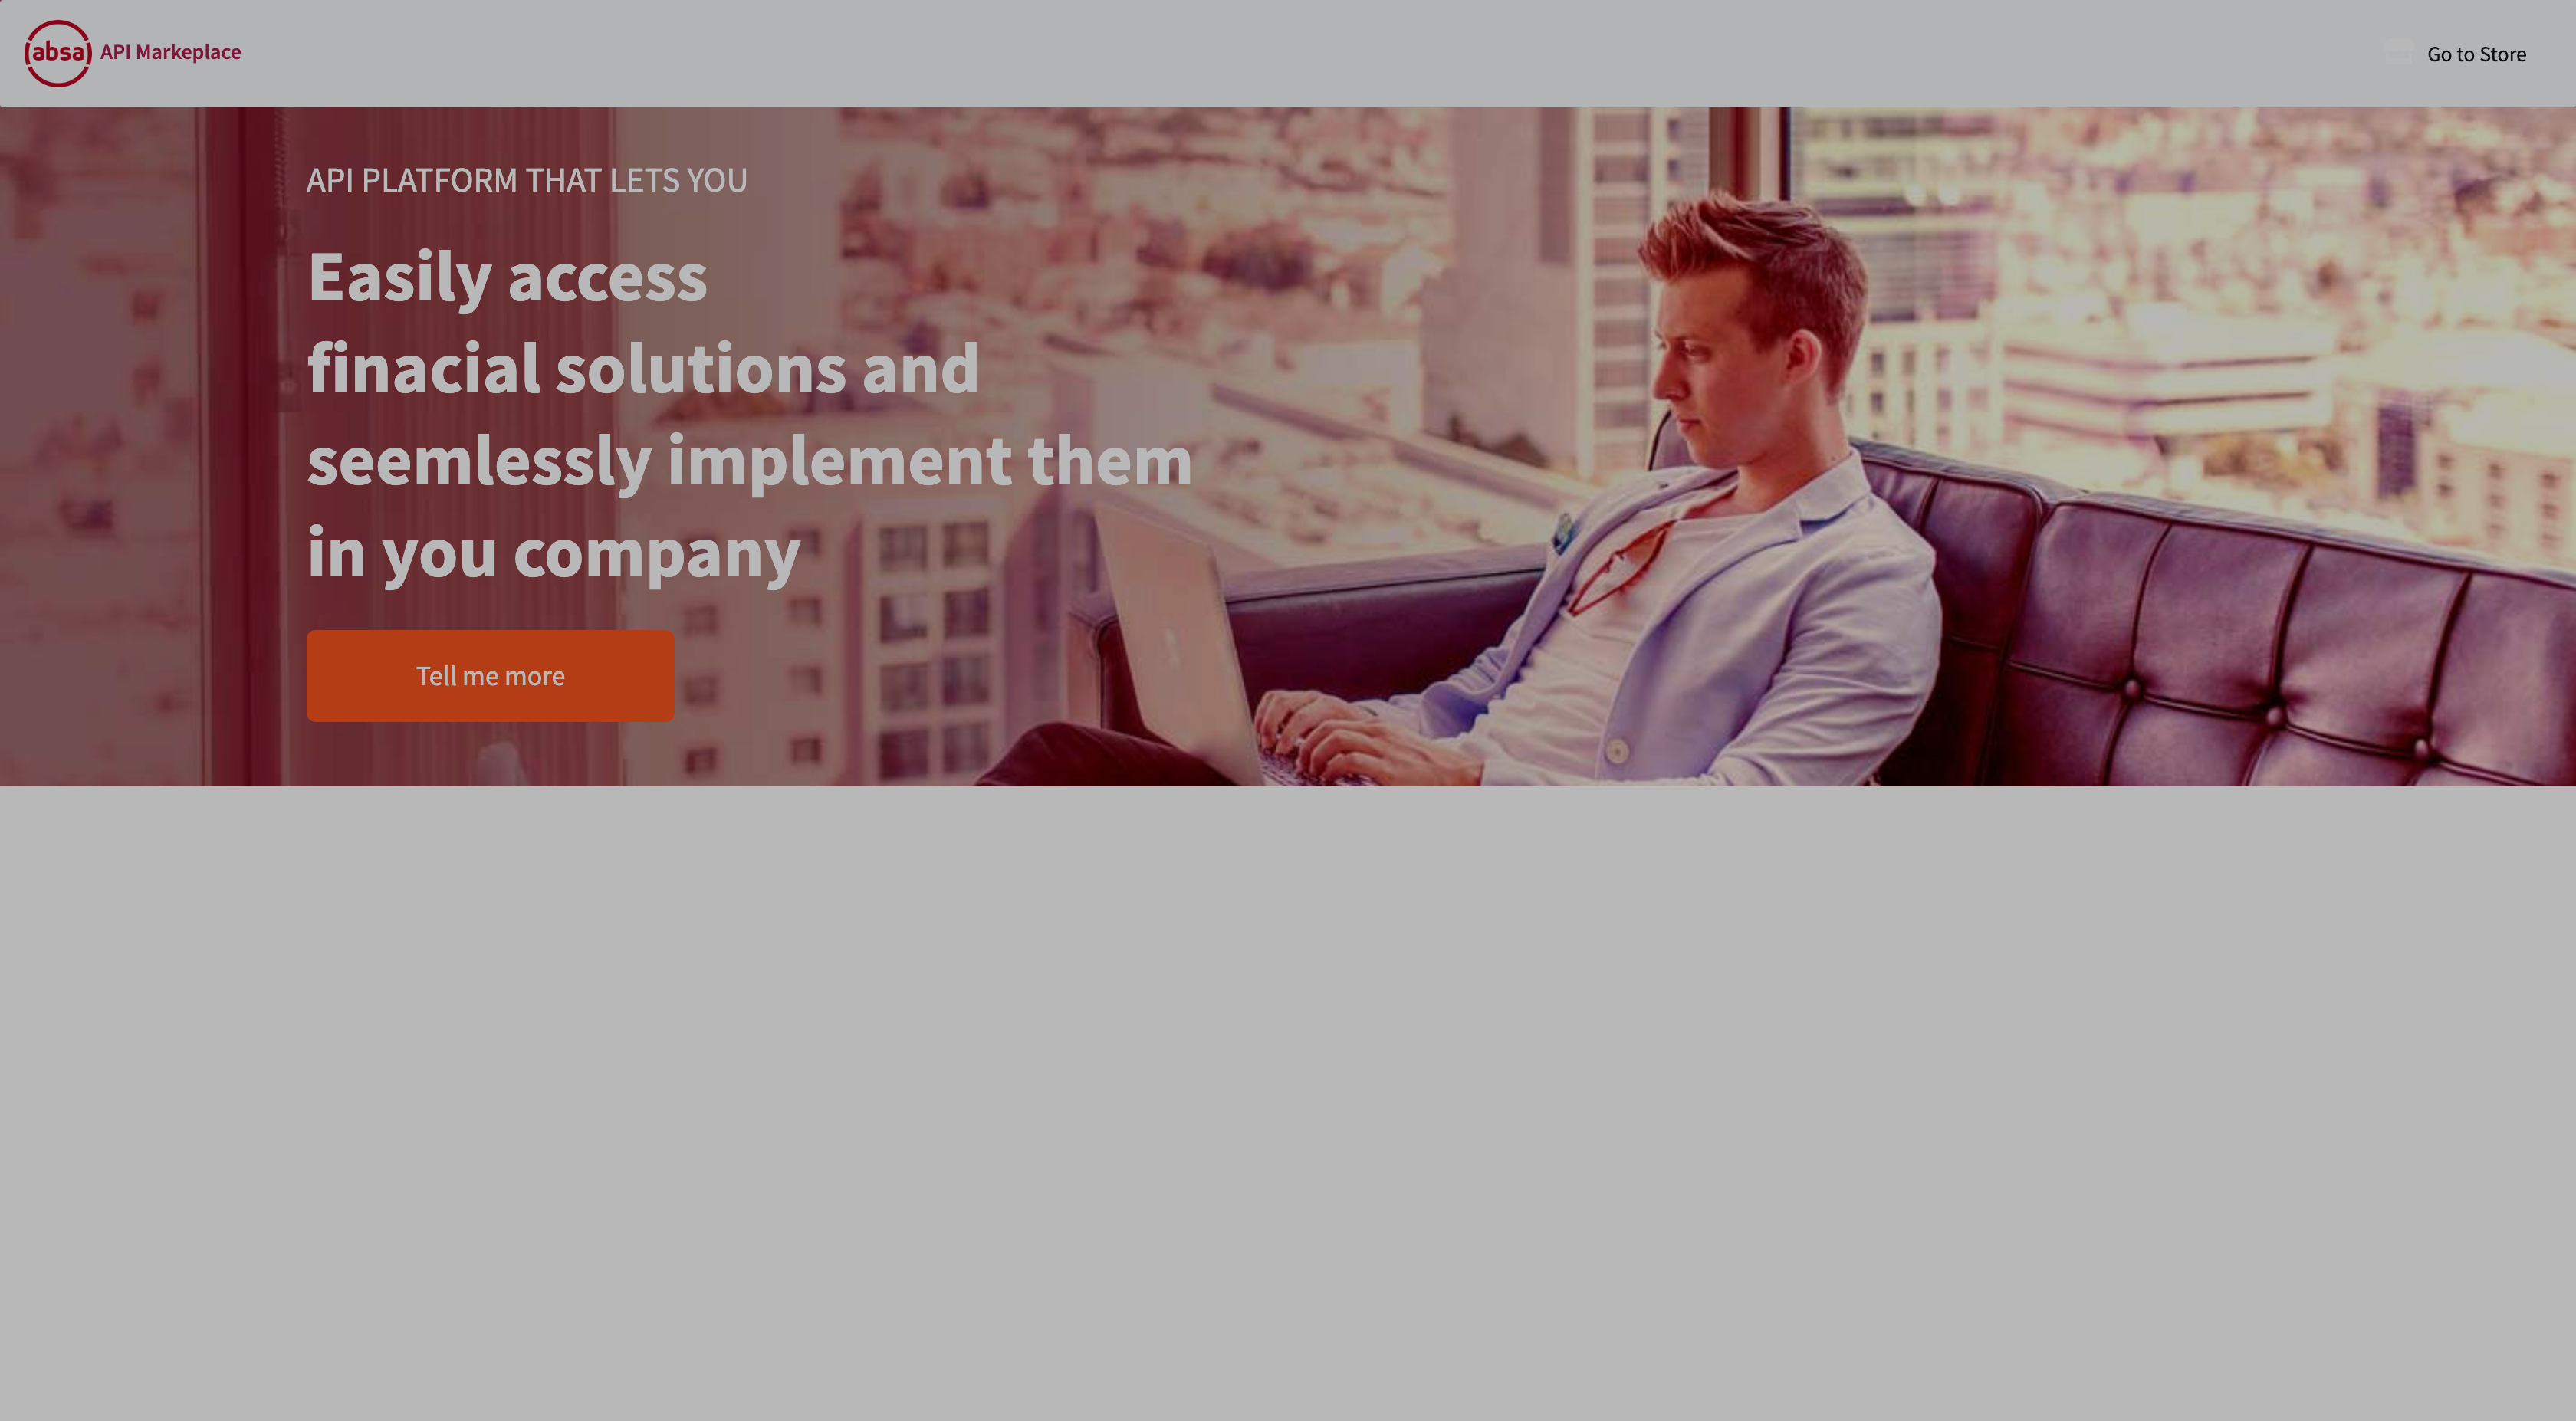 absa API Markeplace
Go to Store
API PLATFORM THAT LETS YOU
Easily access
finacial solutions and
seemlessly implement them
in you company
Tell me more